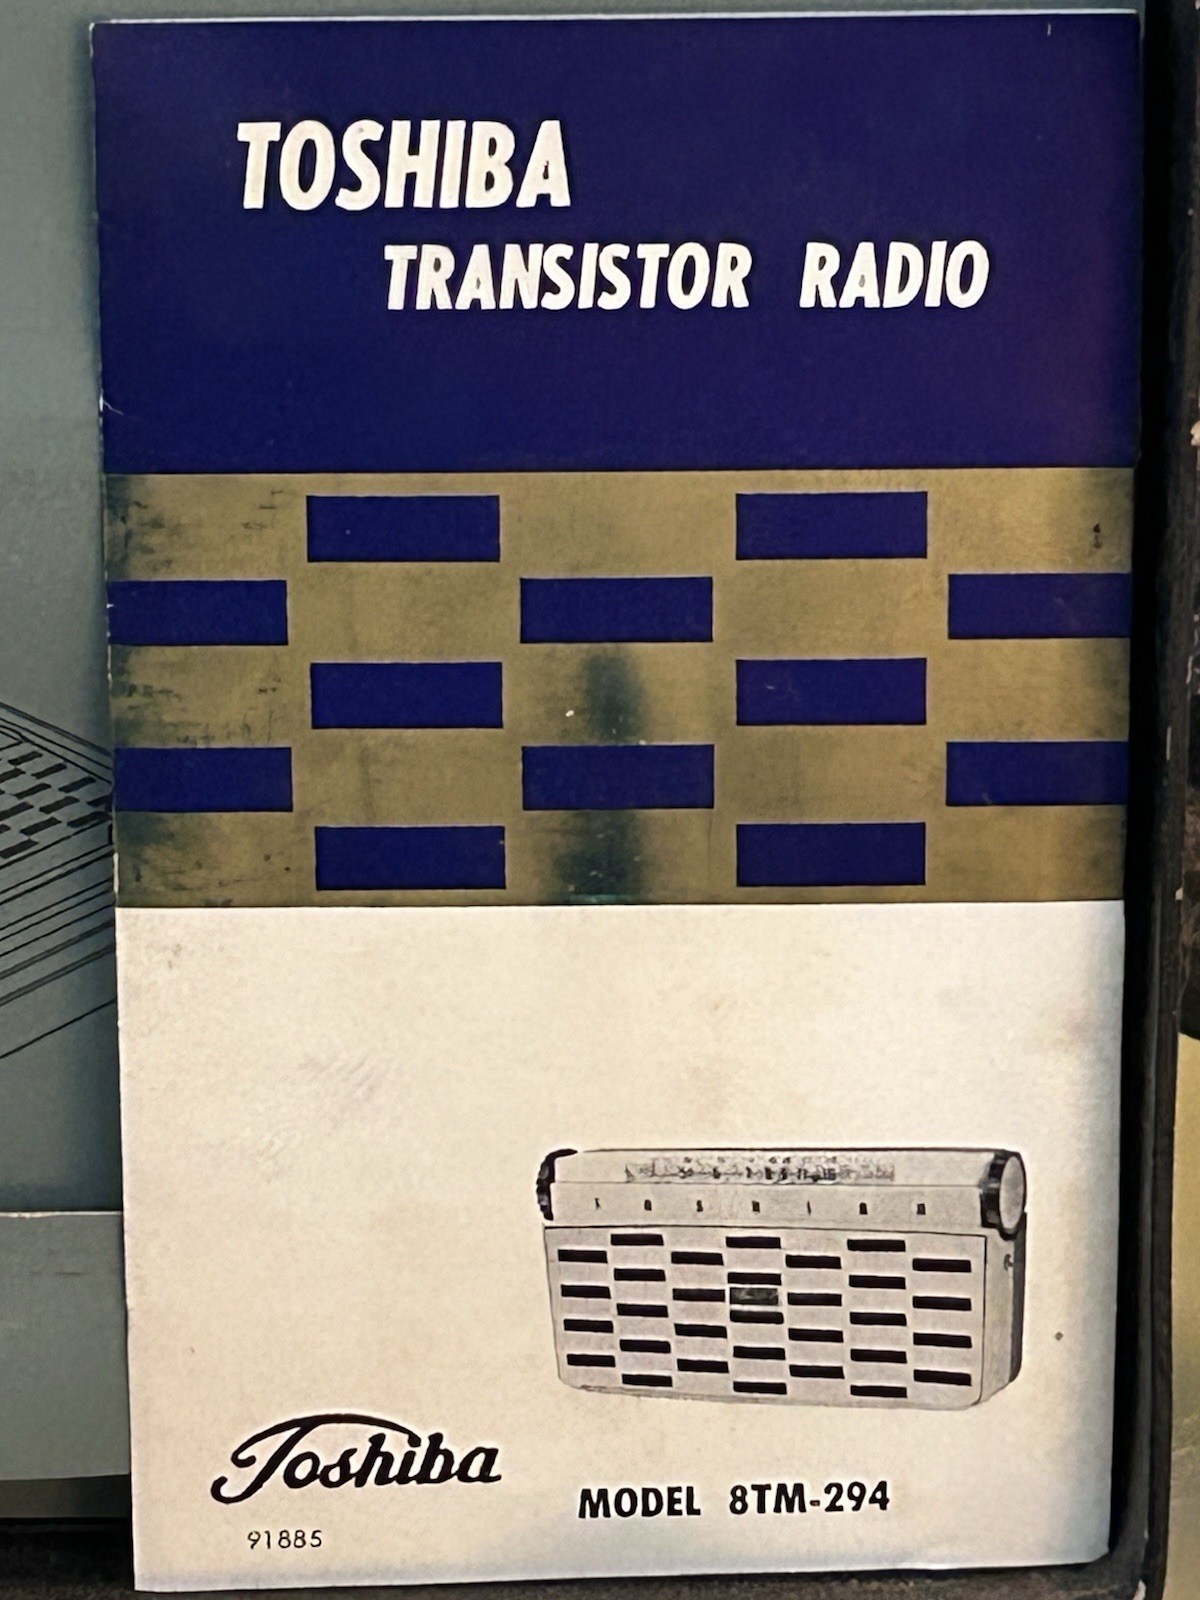 TOSHIBA
TRANSISTOR RADIO
Toshiba
MODEL 8TM-294
91885